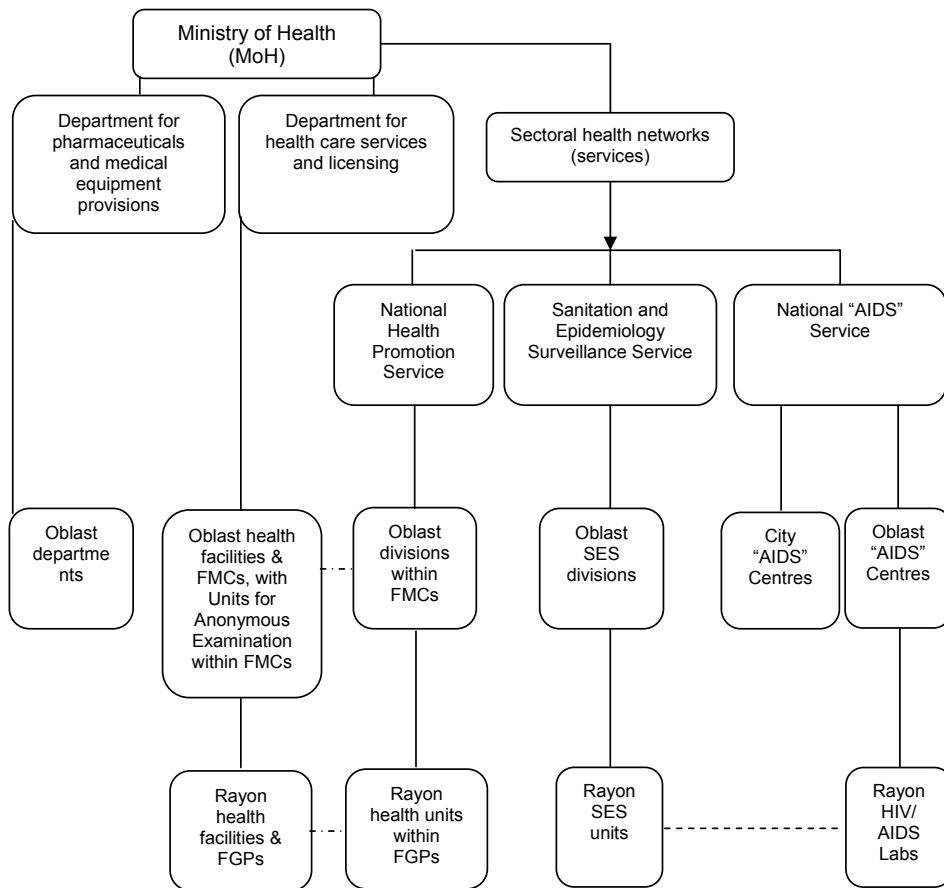 Ministry of Health
(MoH)
Department for
pharmaceuticals
and medical
equipment
provisions
Department for
health care services
and licensing
Sectoral health networks
(services)
National
Health
Promotion
Service
Sanitation and
Epidemiology
Surveillance Service
National “AIDS”
Service
Oblast
departme
nts
Oblast health
facilities &
FMCs, with
Units for
Anonymous
Examination
within FMCs
Oblast
divisions
within
FMCs
Oblast
SES
divisions
City
“AIDS”
Centres
Oblast
“AIDS”
Centres
Rayon
health
facilities &
FGPs
Rayon
health units
within
FGPs
Rayon
SES
units
Rayon
HIV/
AIDS
Labs